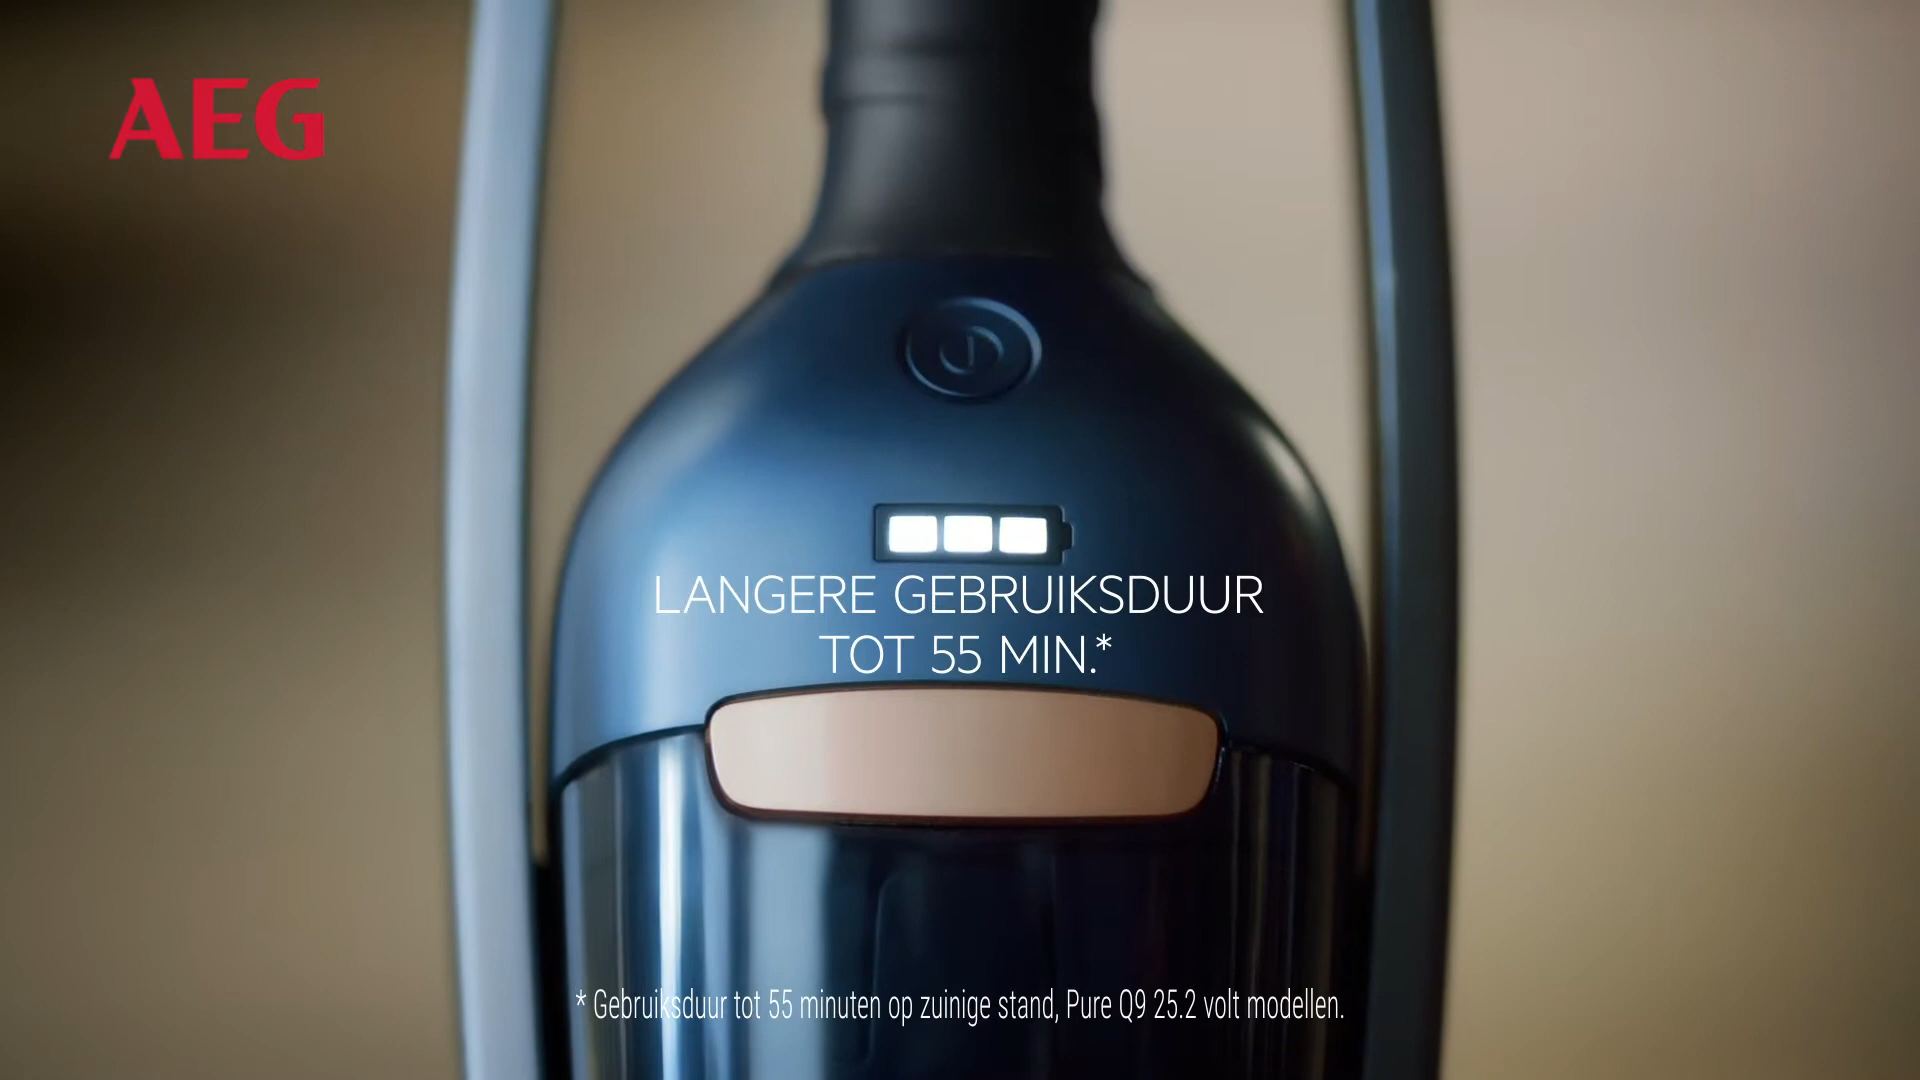 AEG
LANGERE GEBRUIKSDUUR
TOT 55 MIN.*
* Gebruiksduur tot 55 minuten op zuinige stand, Pure Q9 25.2 volt modellen.